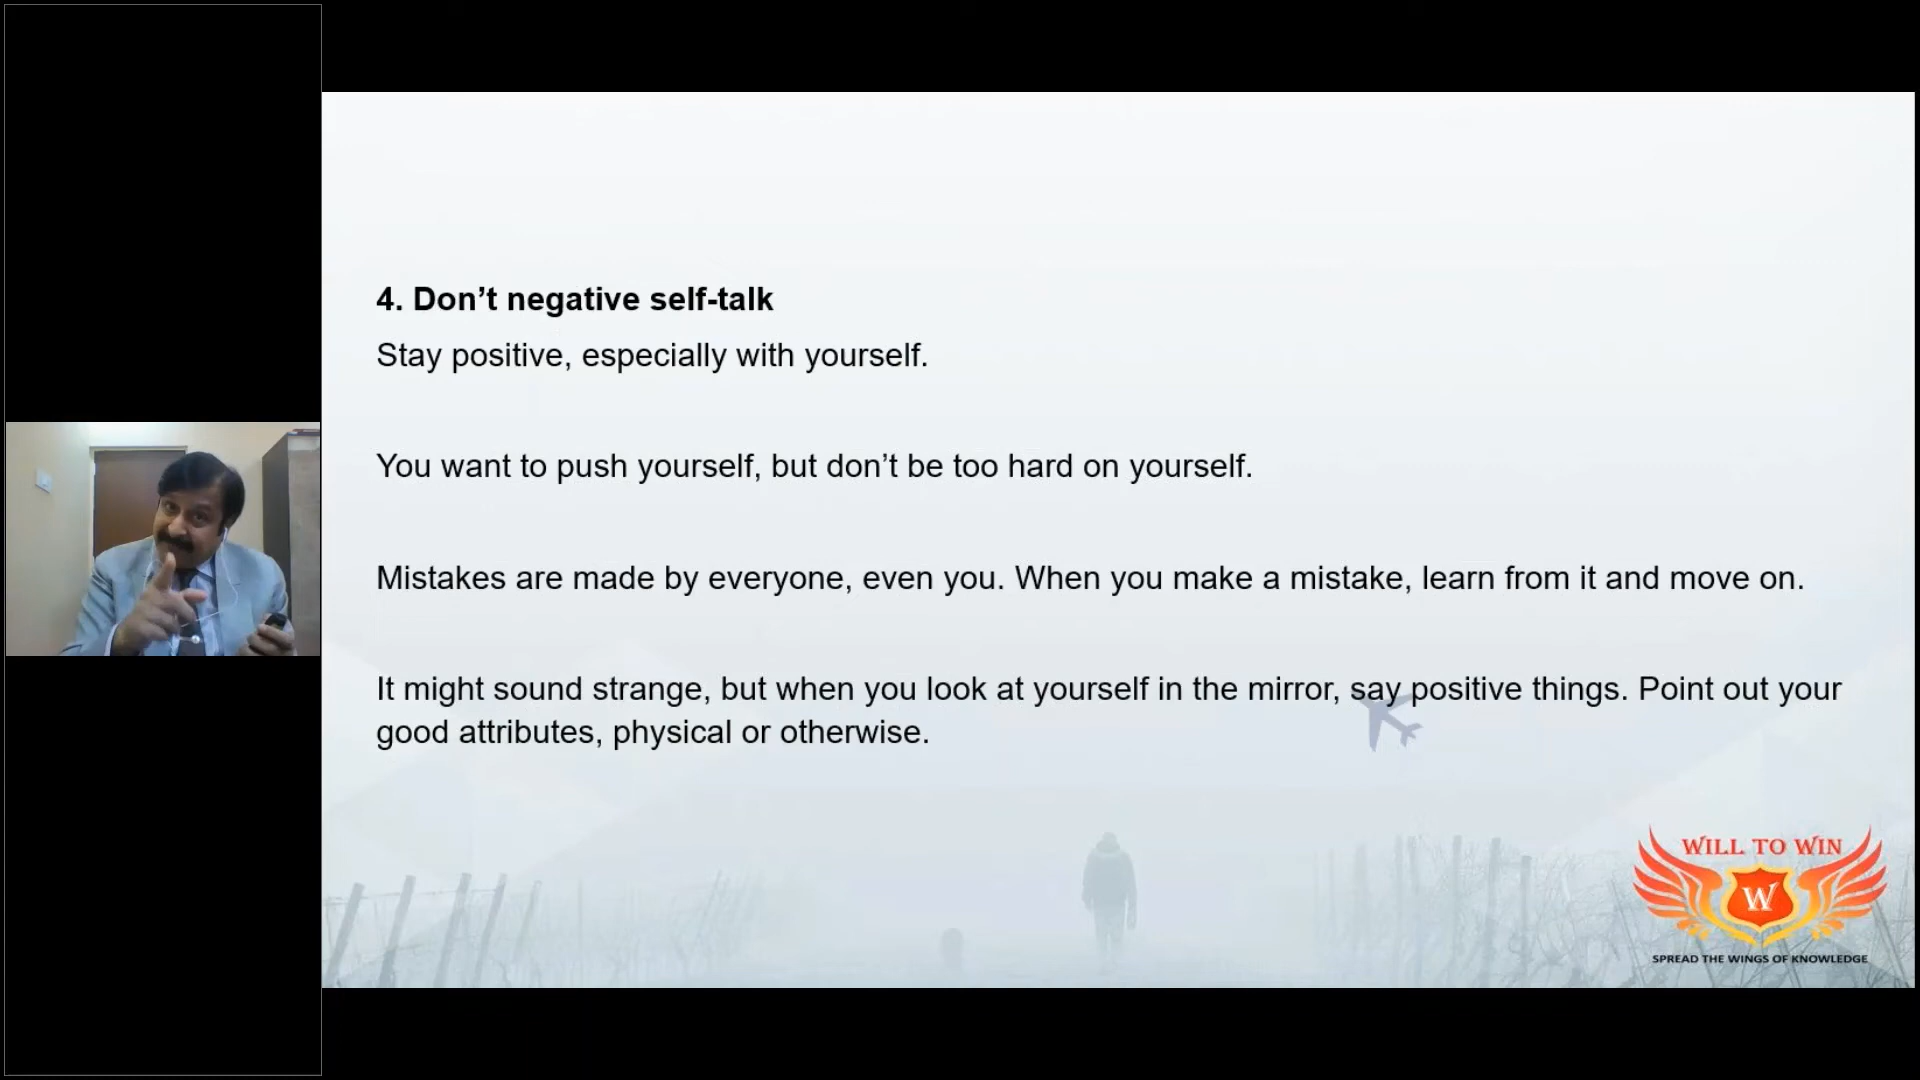 4. Don’t negative self-talk
Stay positive, especially with yourself.
You want to push yourself, but don’t be too hard on yourself.
Mistakes are made by everyone, even you. When you make a mistake, learn from it and move on.
It might sound strange, but when you look at yourself in the mirror, say positive things. Point out your
good attributes, physical or otherwise.
WILL TO WIN
W
SPREAD THE WINGS OF KNOWLEDGE